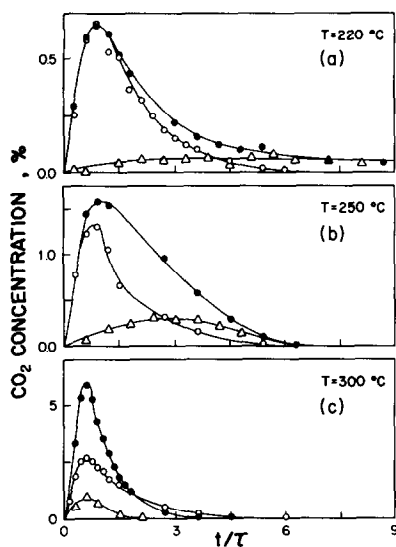 CO₂ CONCENTRATION , %
T=220 °C
(a)
0.5
0.0
T=250 °C
(b)
1.0
0.0
T=300 °C
(c)
5
0
0 3 6 9
t/τ